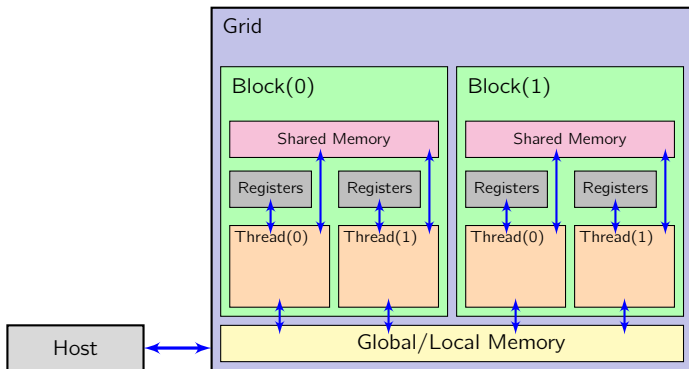 Grid
Block(0)
Block(1)
Shared Memory
Shared Memory
Registers
Registers
Registers
Registers
Thread(0)
Thread(1)
Thread(0)
Thread(1)
Host
Global/Local Memory